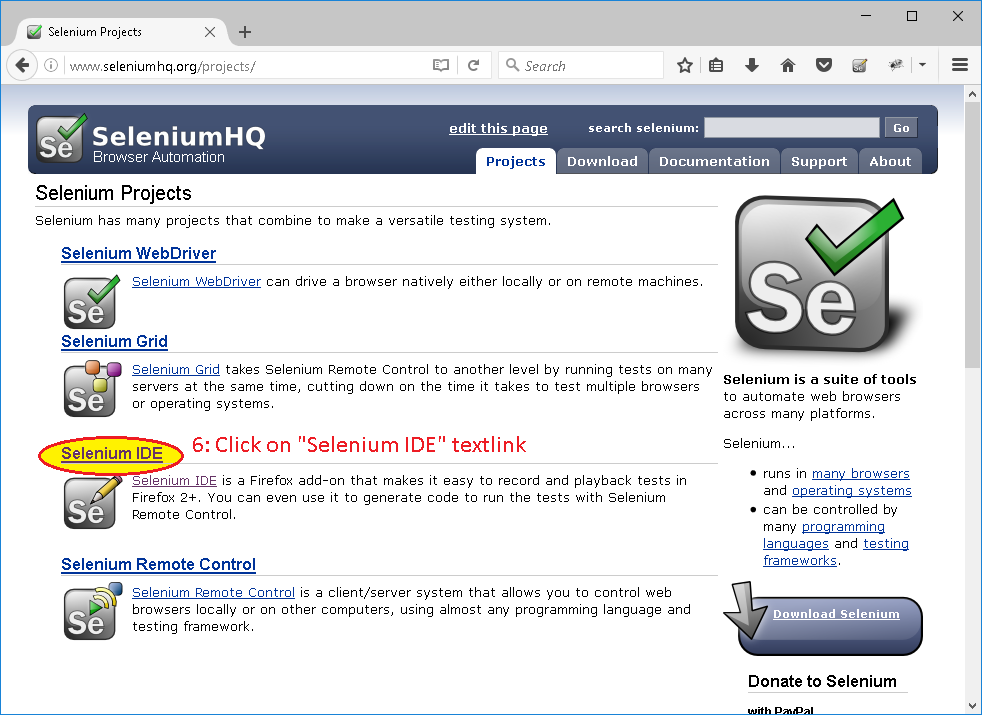 Selenium Projects
www.seleniumhq.org/projects/
Search
Se
SeleniumHQ
Browser Automation
edit this page
search selenium:
Go
Projects
Download
Documentation
Support
About
Selenium Projects
Selenium has many projects that combine to make a versatile testing system.
Selenium WebDriver
Se
Selenium WebDriver can drive a browser natively either locally or on remote machines.
Selenium Grid
Se
Selenium Grid takes Selenium Remote Control to another level by running tests on many
servers at the same time, cutting down on the time it takes to test multiple browsers
or operating systems.
Selenium IDE
6: Click on "Selenium IDE" textlink
Se
Selenium IDE is a Firefox add-on that makes it easy to record and playback tests in
Firefox 2+. You can even use it to generate code to run the tests with Selenium
Remote Control.
Selenium Remote Control
Se
Selenium Remote Control is a client/server system that allows you to control web
browsers locally or on other computers, using almost any programming language and
testing framework.
Se
Selenium is a suite of tools
to automate web browsers
across many platforms.
Selenium...
runs in many browsers
and operating systems
can be controlled by
many programming
languages and testing
frameworks.
Download Selenium
Donate to Selenium
with PayPal